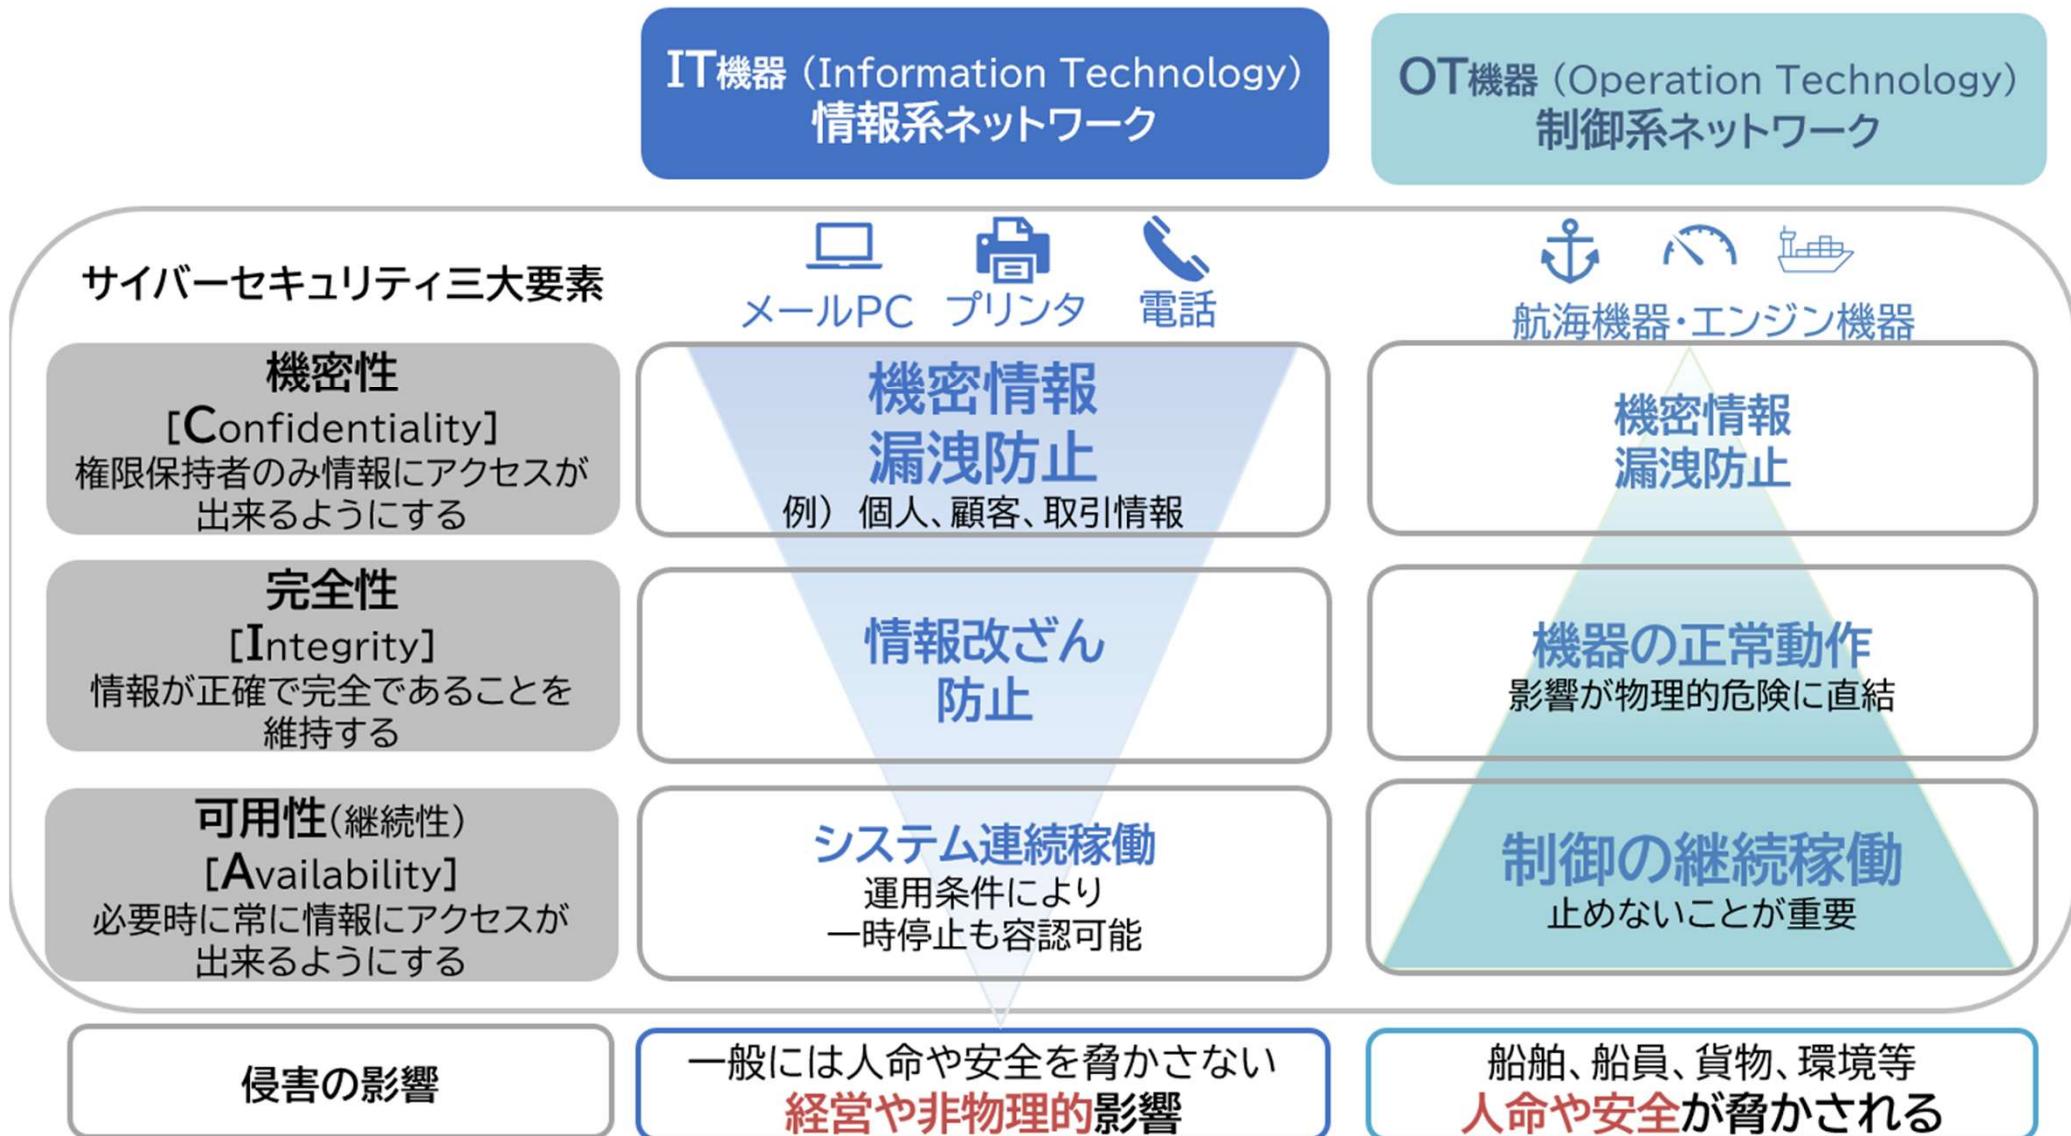 IT機器（Information Technology）
情報系ネットワーク
OT機器（Operation Technology）
制御系ネットワーク
サイバーセキュリティ三大要素
メールPC
プリンタ
電話
航海機器・エンジン機器
機密性
[Confidentiality]
権限保持者のみ情報にアクセスが
出来るようにする
機密情報
漏洩防止
例） 個人、顧客、取引情報
機密情報
漏洩防止
完全性
[Integrity]
情報が正確で完全であることを
維持する
情報改ざん
防止
機器の正常動作
影響が物理的危険に直結
可用性（継続性）
[Availability]
必要時に常に情報にアクセスが
出来るようにする
システム連続稼働
運用条件により
一時停止も容認可能
制御の継続稼働
止めないことが重要
侵害の影響
一般には人命や安全を脅かさない
経営や非物理的影響
船舶、船員、貨物、環境等
人命や安全が脅かされる